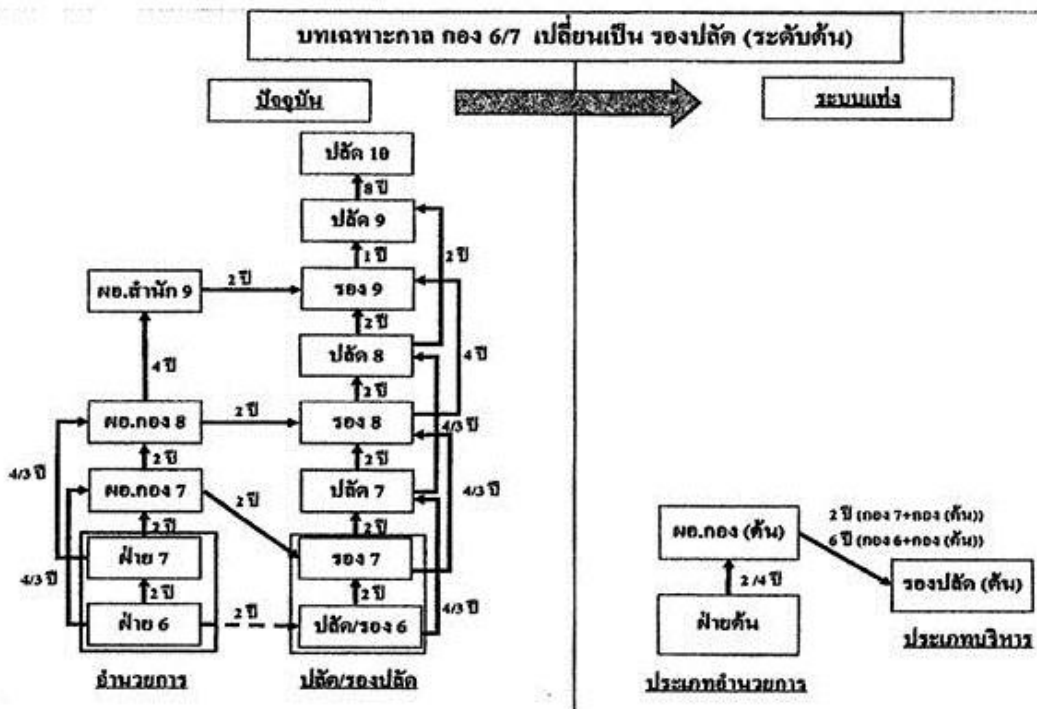 บทเฉพาะกาล กอง 6/7 เปลี่ยนเป็น รองปลัด (ระดับต้น)
ปัจจุบัน
ระบบแท่ง
ปลัด 10
8 ปี
ปลัด 9
1 ปี
2 ปี
ผอ.สำนัก 9
2 ปี
รอง 9
2 ปี
ปลัด 8
4 ปี
4 ปี
2 ปี
ผอ.กอง 8
2 ปี
รอง 8
4/3 ปี
2 ปี
2 ปี
4/3 ปี
ผอ.กอง 7
2 ปี
ปลัด 7
4/3 ปี
2 ปี
2 ปี
ฝ่าย 7
รอง 7
4/3 ปี
2 ปี
2 ปี
4/3 ปี
ฝ่าย 6
2 ปี
ปลัด/รอง 6
อำนวยการ
ปลัด/รองปลัด
ผอ.กอง (ต้น)
2 ปี (กอง 7+กอง (ต้น))
6 ปี (กอง 6+กอง (ต้น))
2 /4 ปี
รองปลัด (ต้น)
ฝ่ายต้น
ประเภทบริหาร
ประเภทอำนวยการ